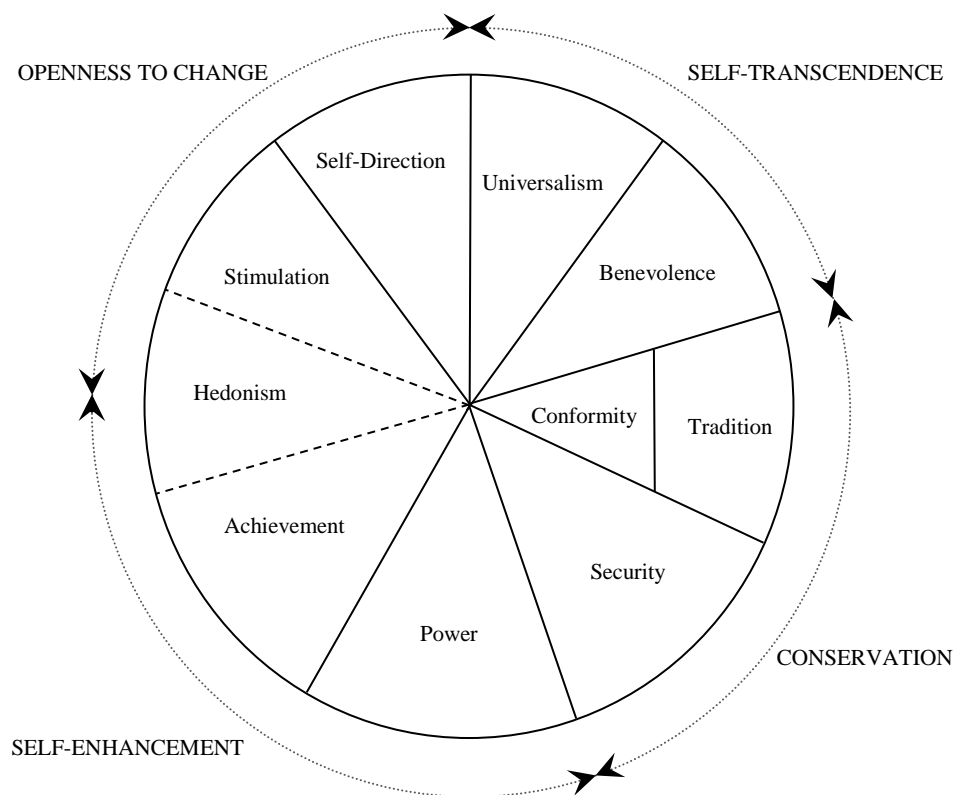 OPENNESS TO CHANGE
SELF-TRANSCENDENCE
Self-Direction
Universalism
Stimulation
Benevolence
Hedonism
Conformity
Tradition
Achievement
Security
Power
CONSERVATION
SELF-ENHANCEMENT